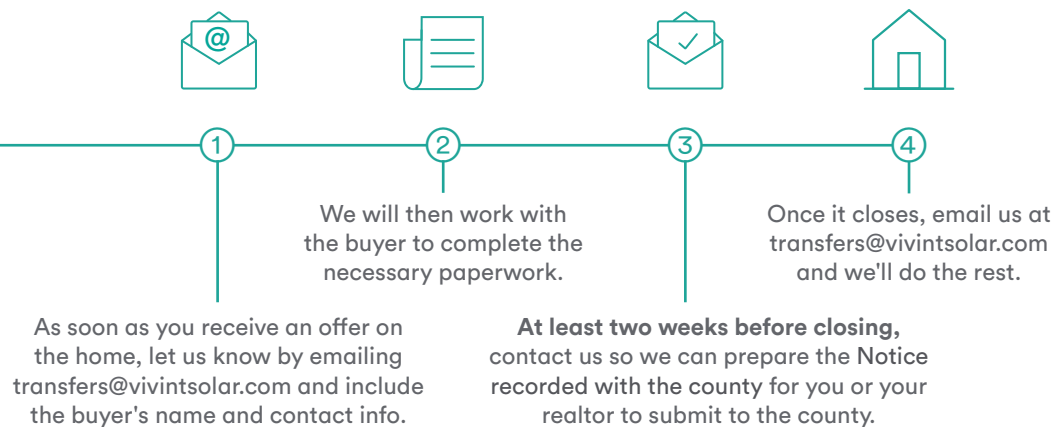 @
1
2
3
4
We will then work with
the buyer to complete the
necessary paperwork.
Once it closes, email us at
transfers@vivintsolar.com
and we'll do the rest.
As soon as you receive an offer on
the home, let us know by emailing
transfers@vivintsolar.com and include
the buyer's name and contact info.
At least two weeks before closing,
contact us so we can prepare the Notice
recorded with the county for you or your
realtor to submit to the county.